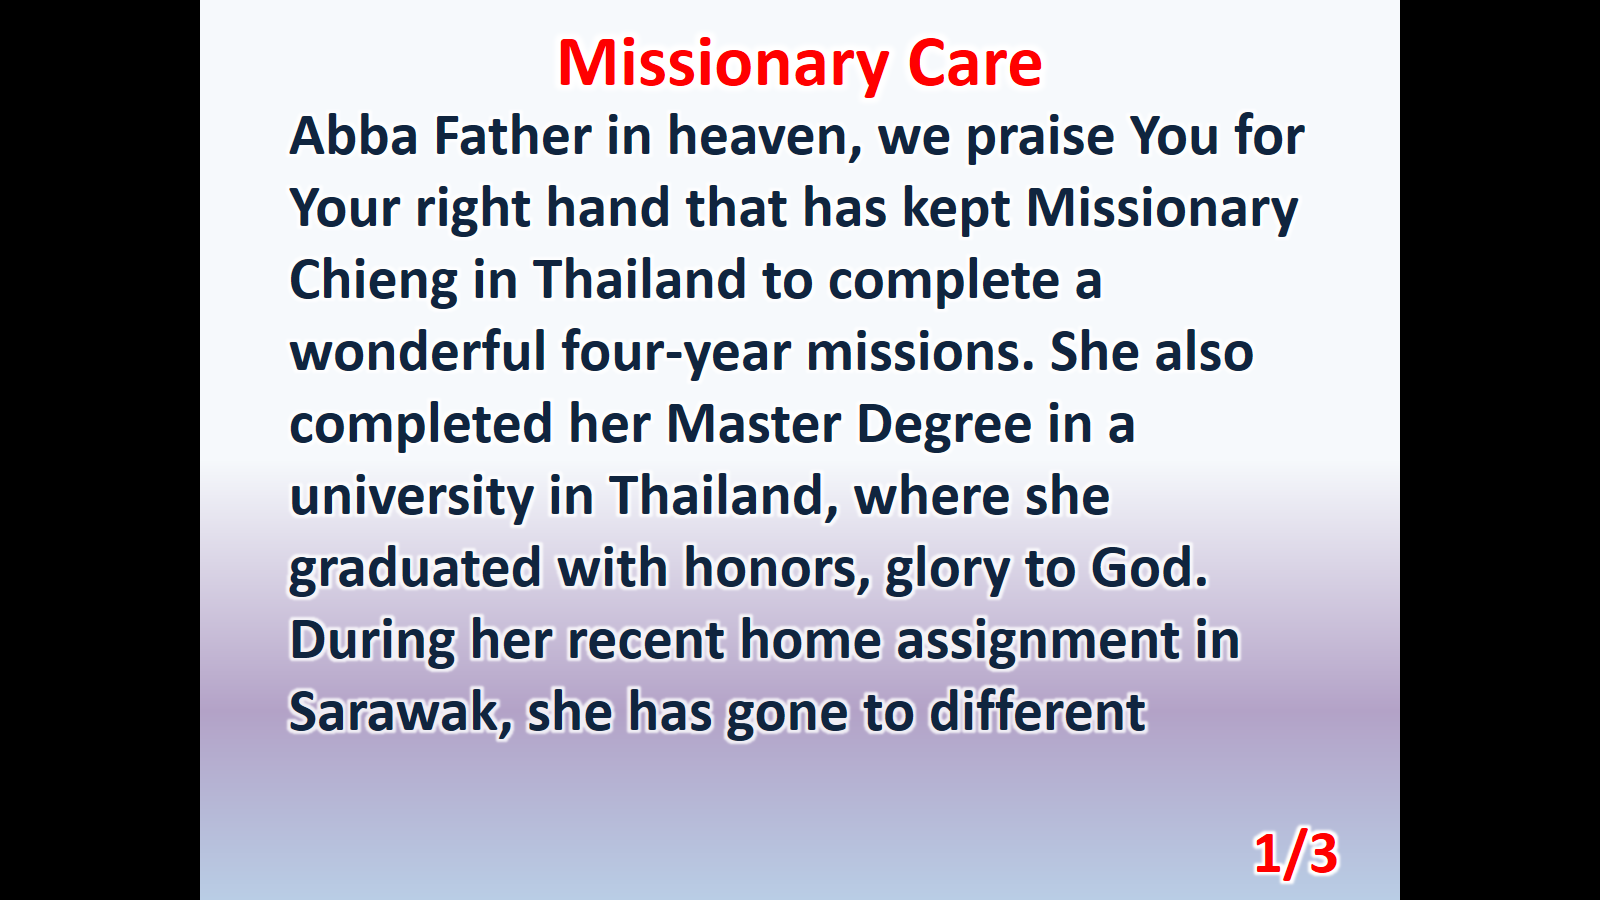 Missionary Care
Abba Father in heaven, we praise You for
Your right hand that has kept Missionary
Chieng in Thailand to complete a
wonderful four-year missions. She also
completed her Master Degree in a
university in Thailand, where she
graduated with honors, glory to God.
During her recent home assignment in
Sarawak, she has gone to different
1/3